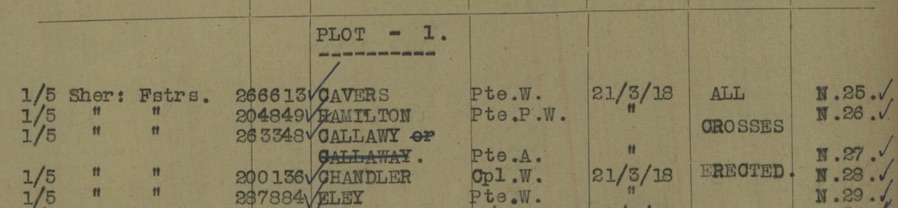 PLOT - 1.
1/5 Sher: Fstrs. 266613 CAVERS Pte.W. 21/3/18 ALL N.25.
1/5 " " 204849 HAMILTON Pte.P.W. " N.26.
1/5 " " 263348 CALLAWY or CROSSES
CALLAWAY. Pte.A. " N.27.
1/5 " " 200136 CHANDLER Cpl.W. 21/3/18 ERECTED. N.28.
1/5 " " 287884 ELEY Pte.W. " N.29.